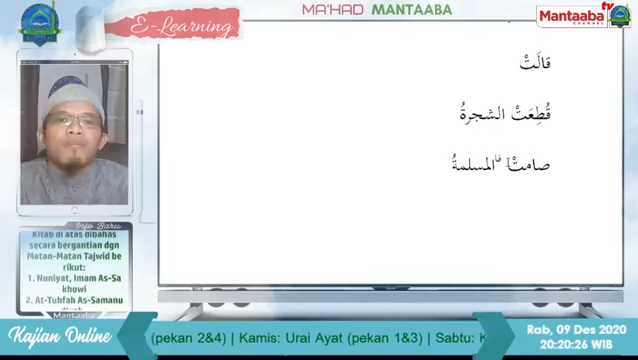 MA'HAD MANTAABA
E-Learning
Mantaaba tv
CHANNEL
قالَتْ
قُطِعَتْ الشجرةُ
صامتْ المسلمةُ
Info Baru
Kitab di atas dibahas
secara bergantian dgn
Matan-Matan Tajwid be
rikut:
1. Nuniyat, Imam As-Sa
khowi
2. At-Tuhfah As-Samanu
Kajian Online
(pekan 2&4) | Kamis: Urai Ayat (pekan 1&3) | Sabtu: K
Rab, 09 Des 2020
20:20:26 WIB